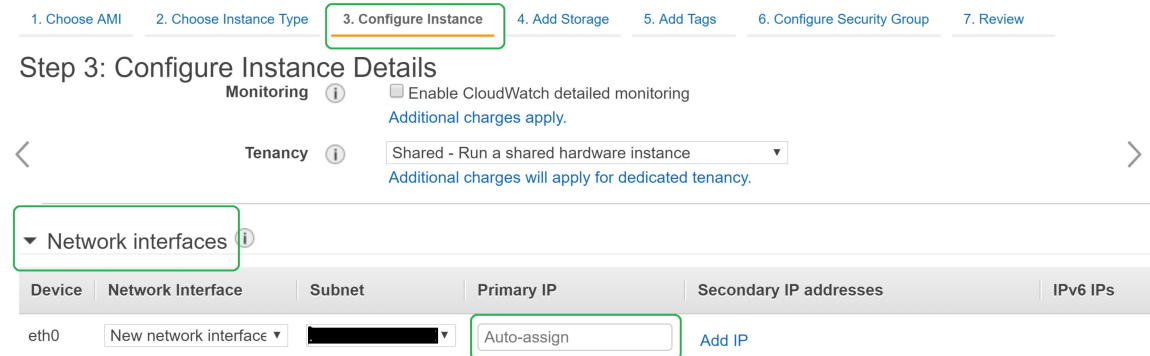 1. Choose AMI 2. Choose Instance Type 3. Configure Instance 4. Add Storage 5. Add Tags 6. Configure Security Group 7. Review
Step 3: Configure Instance Details
Monitoring i Enable CloudWatch detailed monitoring
Additional charges apply.
Tenancy i Shared - Run a shared hardware instance
Additional charges will apply for dedicated tenancy.
Network interfaces i
Device Network Interface Subnet Primary IP Secondary IP addresses IPv6 IPs
eth0 New network interface Auto-assign Add IP